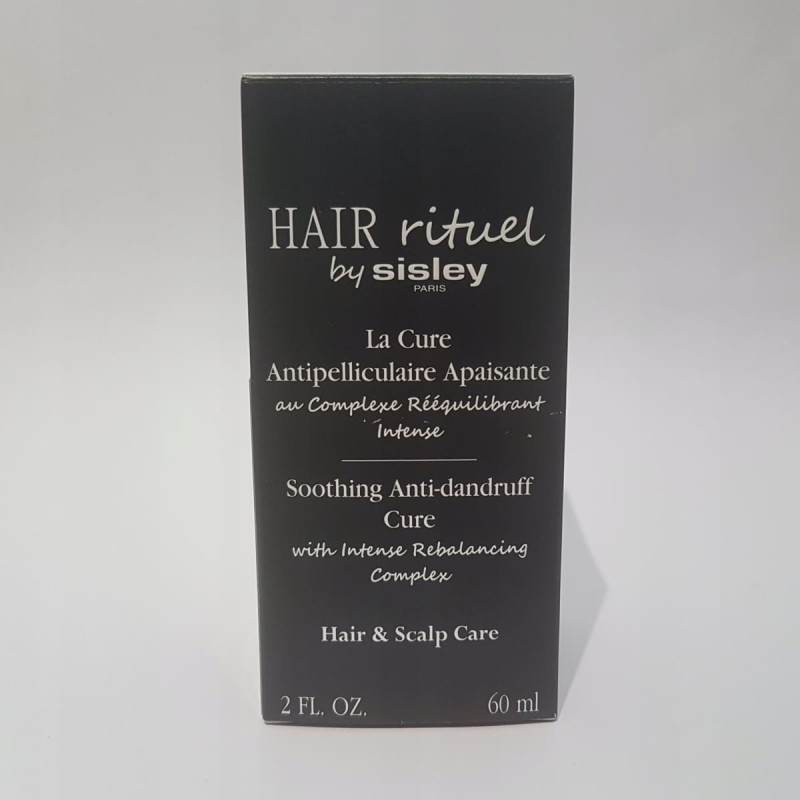 HAIR rituel
by sisley
PARIS
La Cure
Antipelliculaire Apaisante
au Complexe Rééquilibrant
Intense
Soothing Anti-dandruff
Cure
with Intense Rebalancing
Complex
Hair & Scalp Care
2 FL. OZ. 60 ml